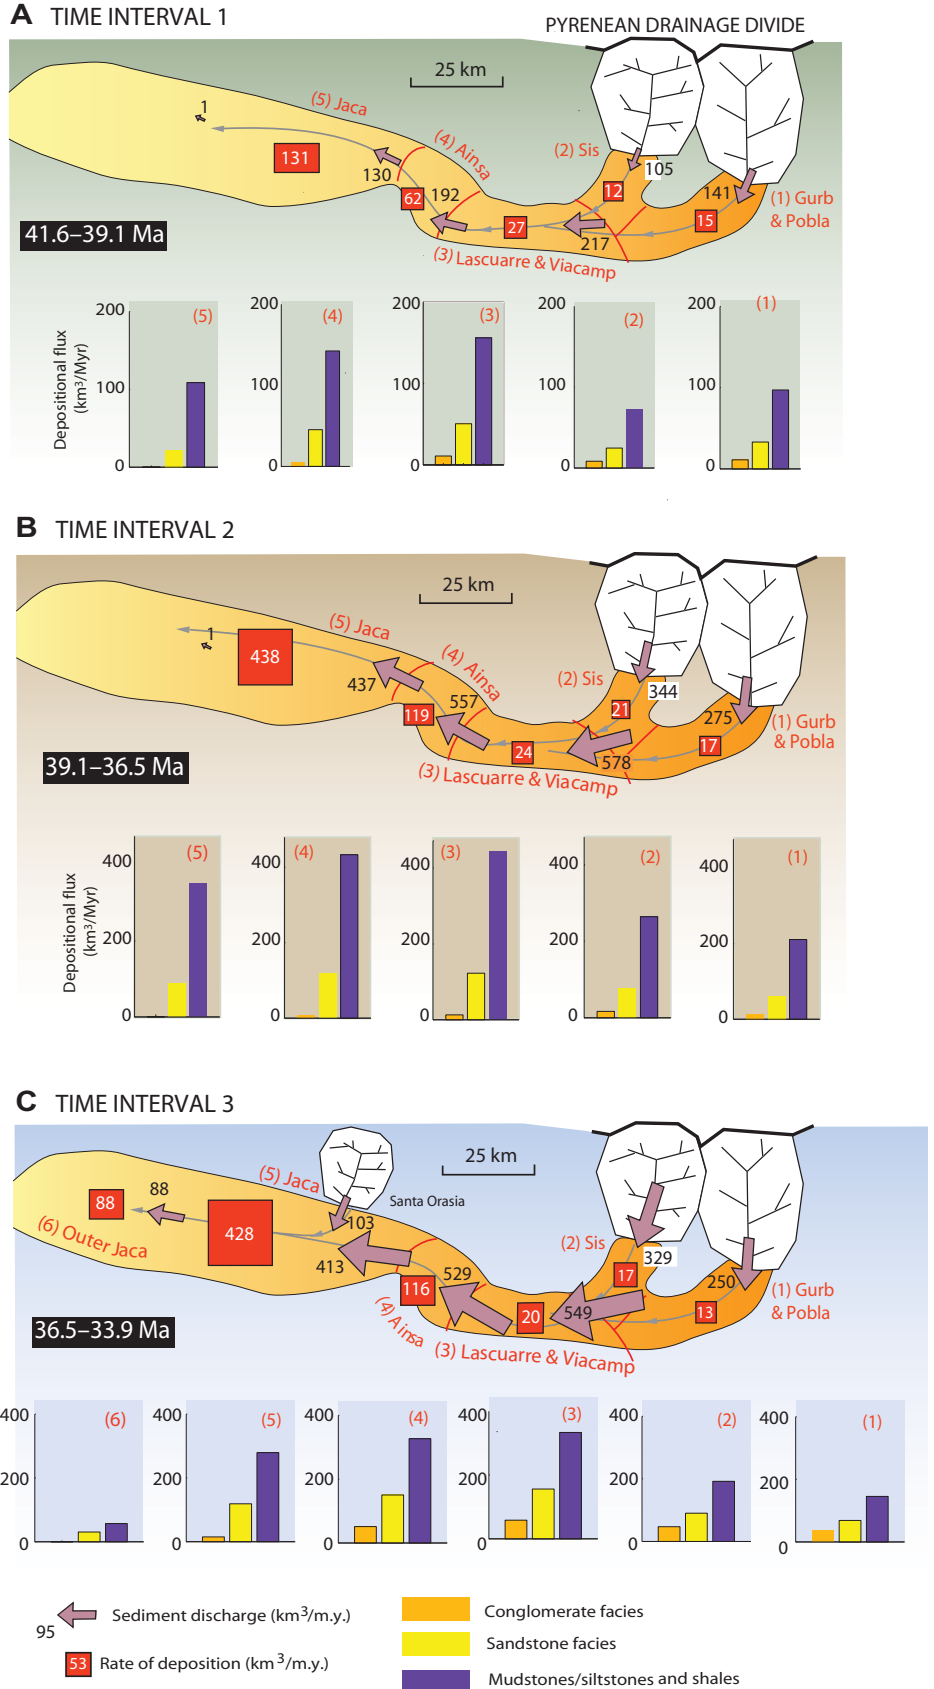 A TIME INTERVAL 1
PYRENEAN DRAINAGE DIVIDE
25 km
(5) Jaca
1
(4) Ainsa
(2) Sis
131
130
105
62
192
12
141
(1) Gurb
& Pobla
15
27
217
41.6–39.1 Ma
(3) Lascuarre & Viacamp
Depositional flux
(km³/Myr)
200
100
0
(5)
200
100
0
(4)
200
100
0
(3)
200
100
0
(2)
200
100
0
(1)
B TIME INTERVAL 2
25 km
(5) Jaca
1
(4) Ainsa
438
(2) Sis
437
557
344
119
21
275
(1) Gurb
& Pobla
17
24
578
39.1–36.5 Ma
(3) Lascuarre & Viacamp
Depositional flux
(km³/Myr)
400
200
0
(5)
400
200
0
(4)
400
200
0
(3)
400
200
0
(2)
400
200
0
(1)
C TIME INTERVAL 3
25 km
(5) Jaca
88
88
Santa Orasia
(6) Outer Jaca
428
103
413
(2) Sis
329
529
17
250
(1) Gurb
& Pobla
116
13
549
20
(4) Ainsa
36.5–33.9 Ma
(3) Lascuarre & Viacamp
400
200
0
(6)
400
200
0
(5)
400
200
0
(4)
400
200
0
(3)
400
200
0
(2)
400
200
0
(1)
95
Sediment discharge (km³/m.y.)
53 Rate of deposition (km³/m.y.)
Conglomerate facies
Sandstone facies
Mudstones/siltstones and shales